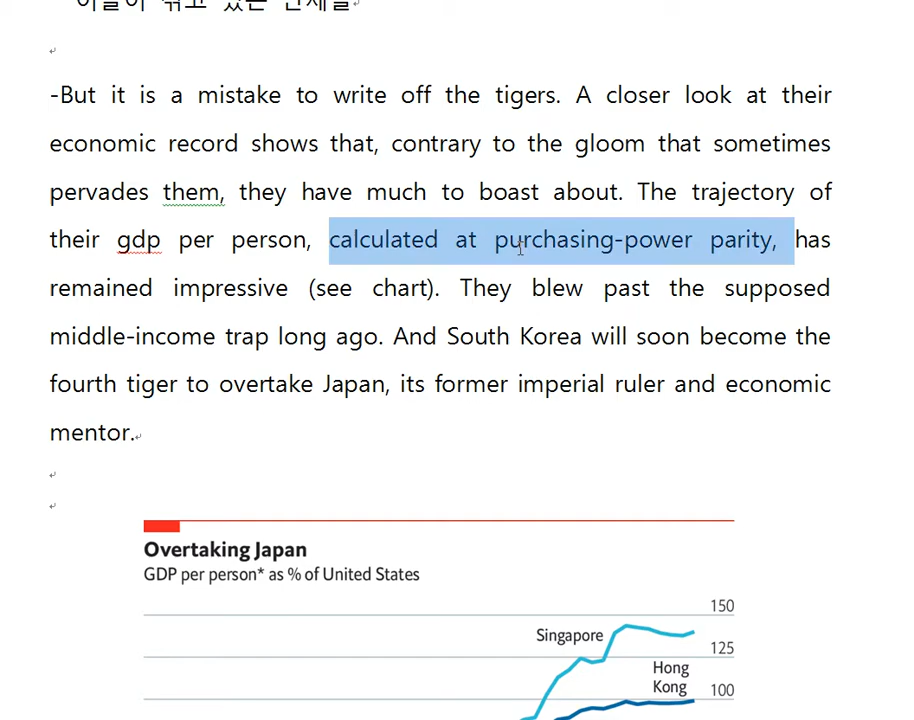 -But it is a mistake to write off the tigers. A closer look at their
economic record shows that, contrary to the gloom that sometimes
pervades them, they have much to boast about. The trajectory of
their gdp per person, calculated at purchasing-power parity, has
remained impressive (see chart). They blew past the supposed
middle-income trap long ago. And South Korea will soon become the
fourth tiger to overtake Japan, its former imperial ruler and economic
mentor.
Overtaking Japan
GDP per person* as % of United States
150
Singapore
125
Hong
Kong
100